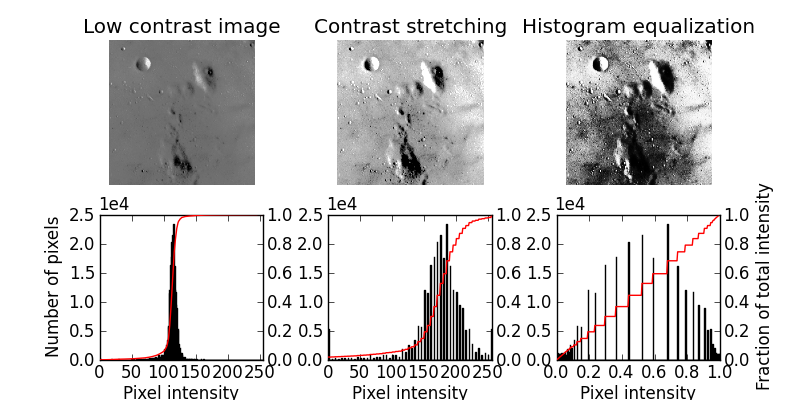 Low contrast image
Contrast stretching
Histogram equalization
1e4
1e4
1e4
Number of pixels
2.5
2.0
1.5
1.0
0.5
0.0
1.0
0.8
0.6
0.4
0.2
0.0
0 50 100 150 200 250
Pixel intensity
2.5
2.0
1.5
1.0
0.5
0.0
1.0
0.8
0.6
0.4
0.2
0.0
0 50 100 150 200 250
Pixel intensity
2.5
2.0
1.5
1.0
0.5
0.0
1.0
0.8
0.6
0.4
0.2
0.0
0.0 0.2 0.4 0.6 0.8 1.0
Pixel intensity
Fraction of total intensity